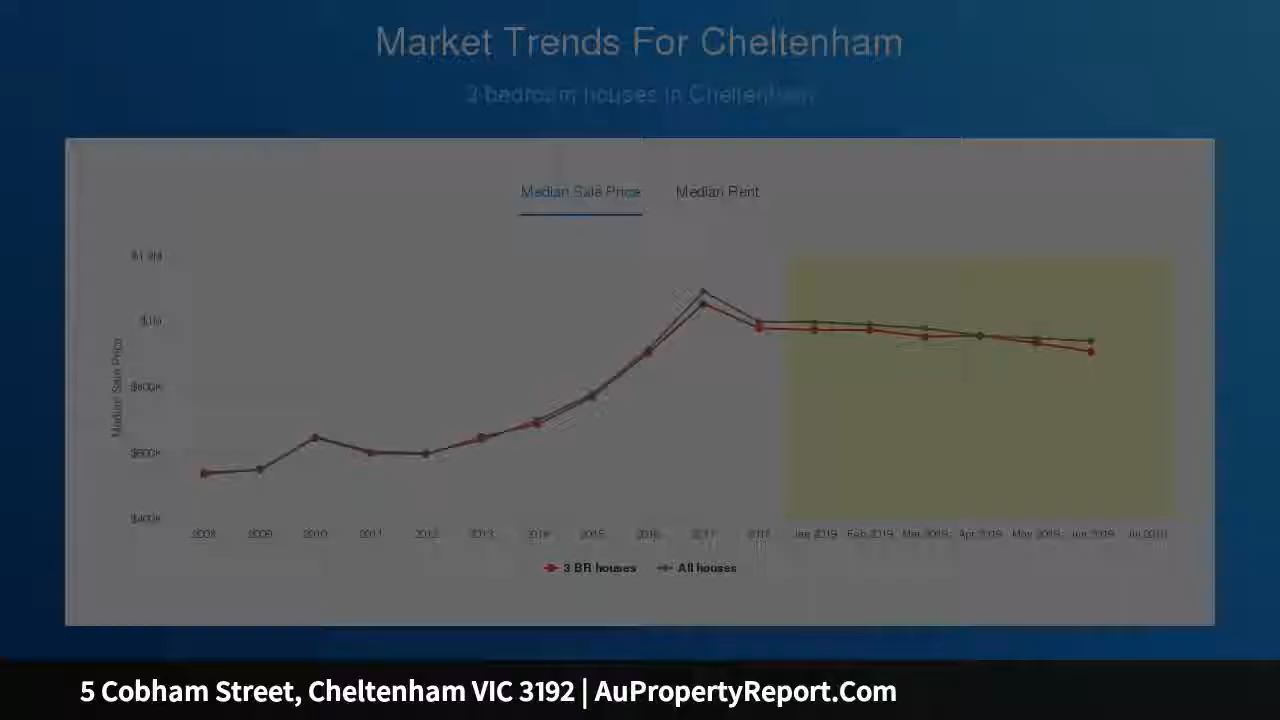 Market Trends For Cheltenham
3 bedroom houses in Cheltenham
Median Sale Price Median Rent
$1.2M
$1M
$800K
$600K
$400K
Median Sale Price
2008 2009 2010 2011 2012 2013 2014 2015 2016 2017 2018 Jan 2019 Feb 2019 Mar 2019 Apr 2019 May 2019 Jun 2019 Jul 2019
3 BR houses All houses
5 Cobham Street, Cheltenham VIC 3192 | AuPropertyReport.Com